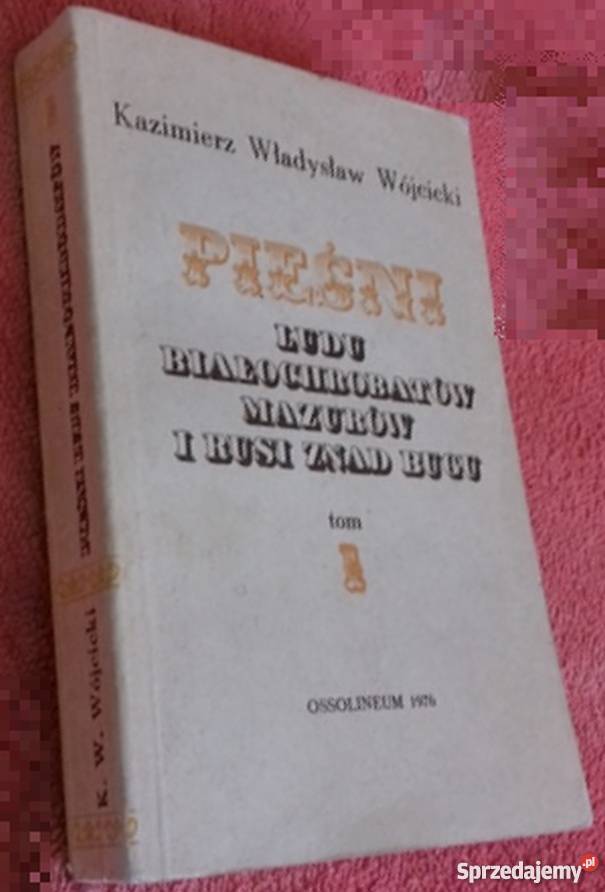 Kazimierz Władysław Wójcicki
PIEŚNI
LUDU
BIAŁOCHROBATÓW
MAZURÓW
I RUSI ZNAD BUGU
tom
1
OSSOLINEUM 1976
K. W. Wójcicki
Sprzedajemy.pl